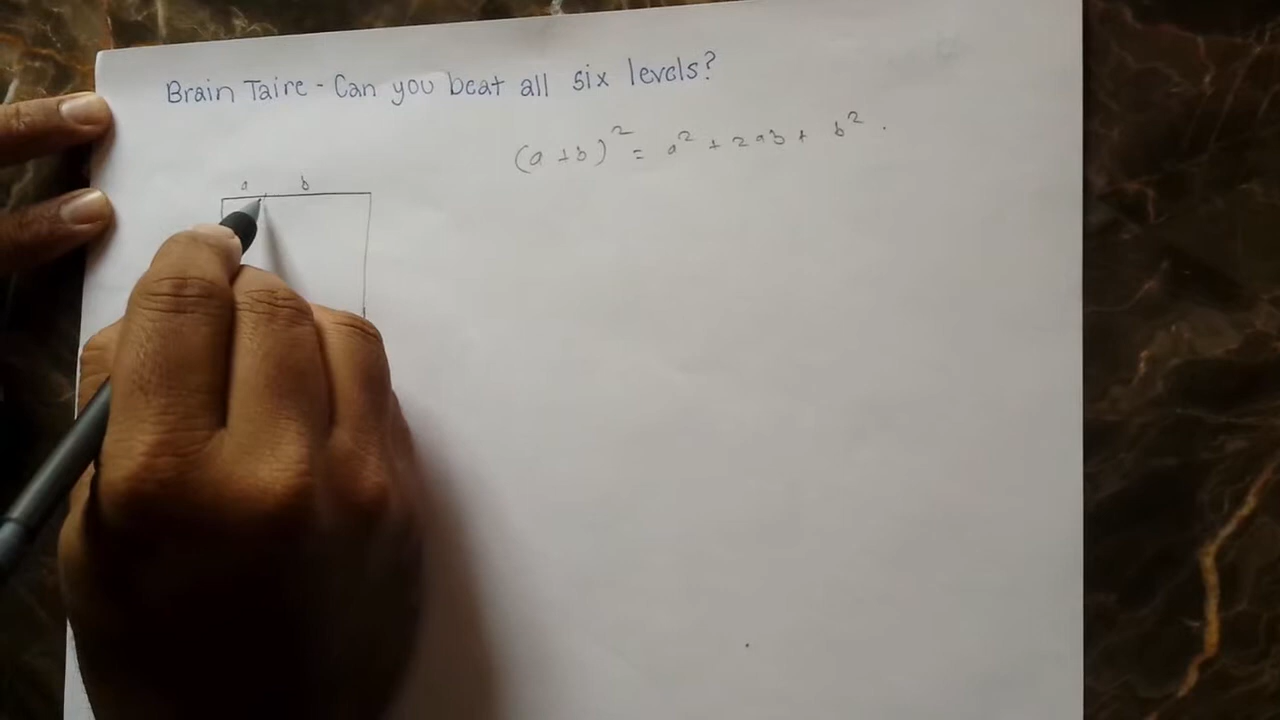 Brain Taire - Can you beat all six levels?
(a+b)² = a² + 2ab + b².
a b